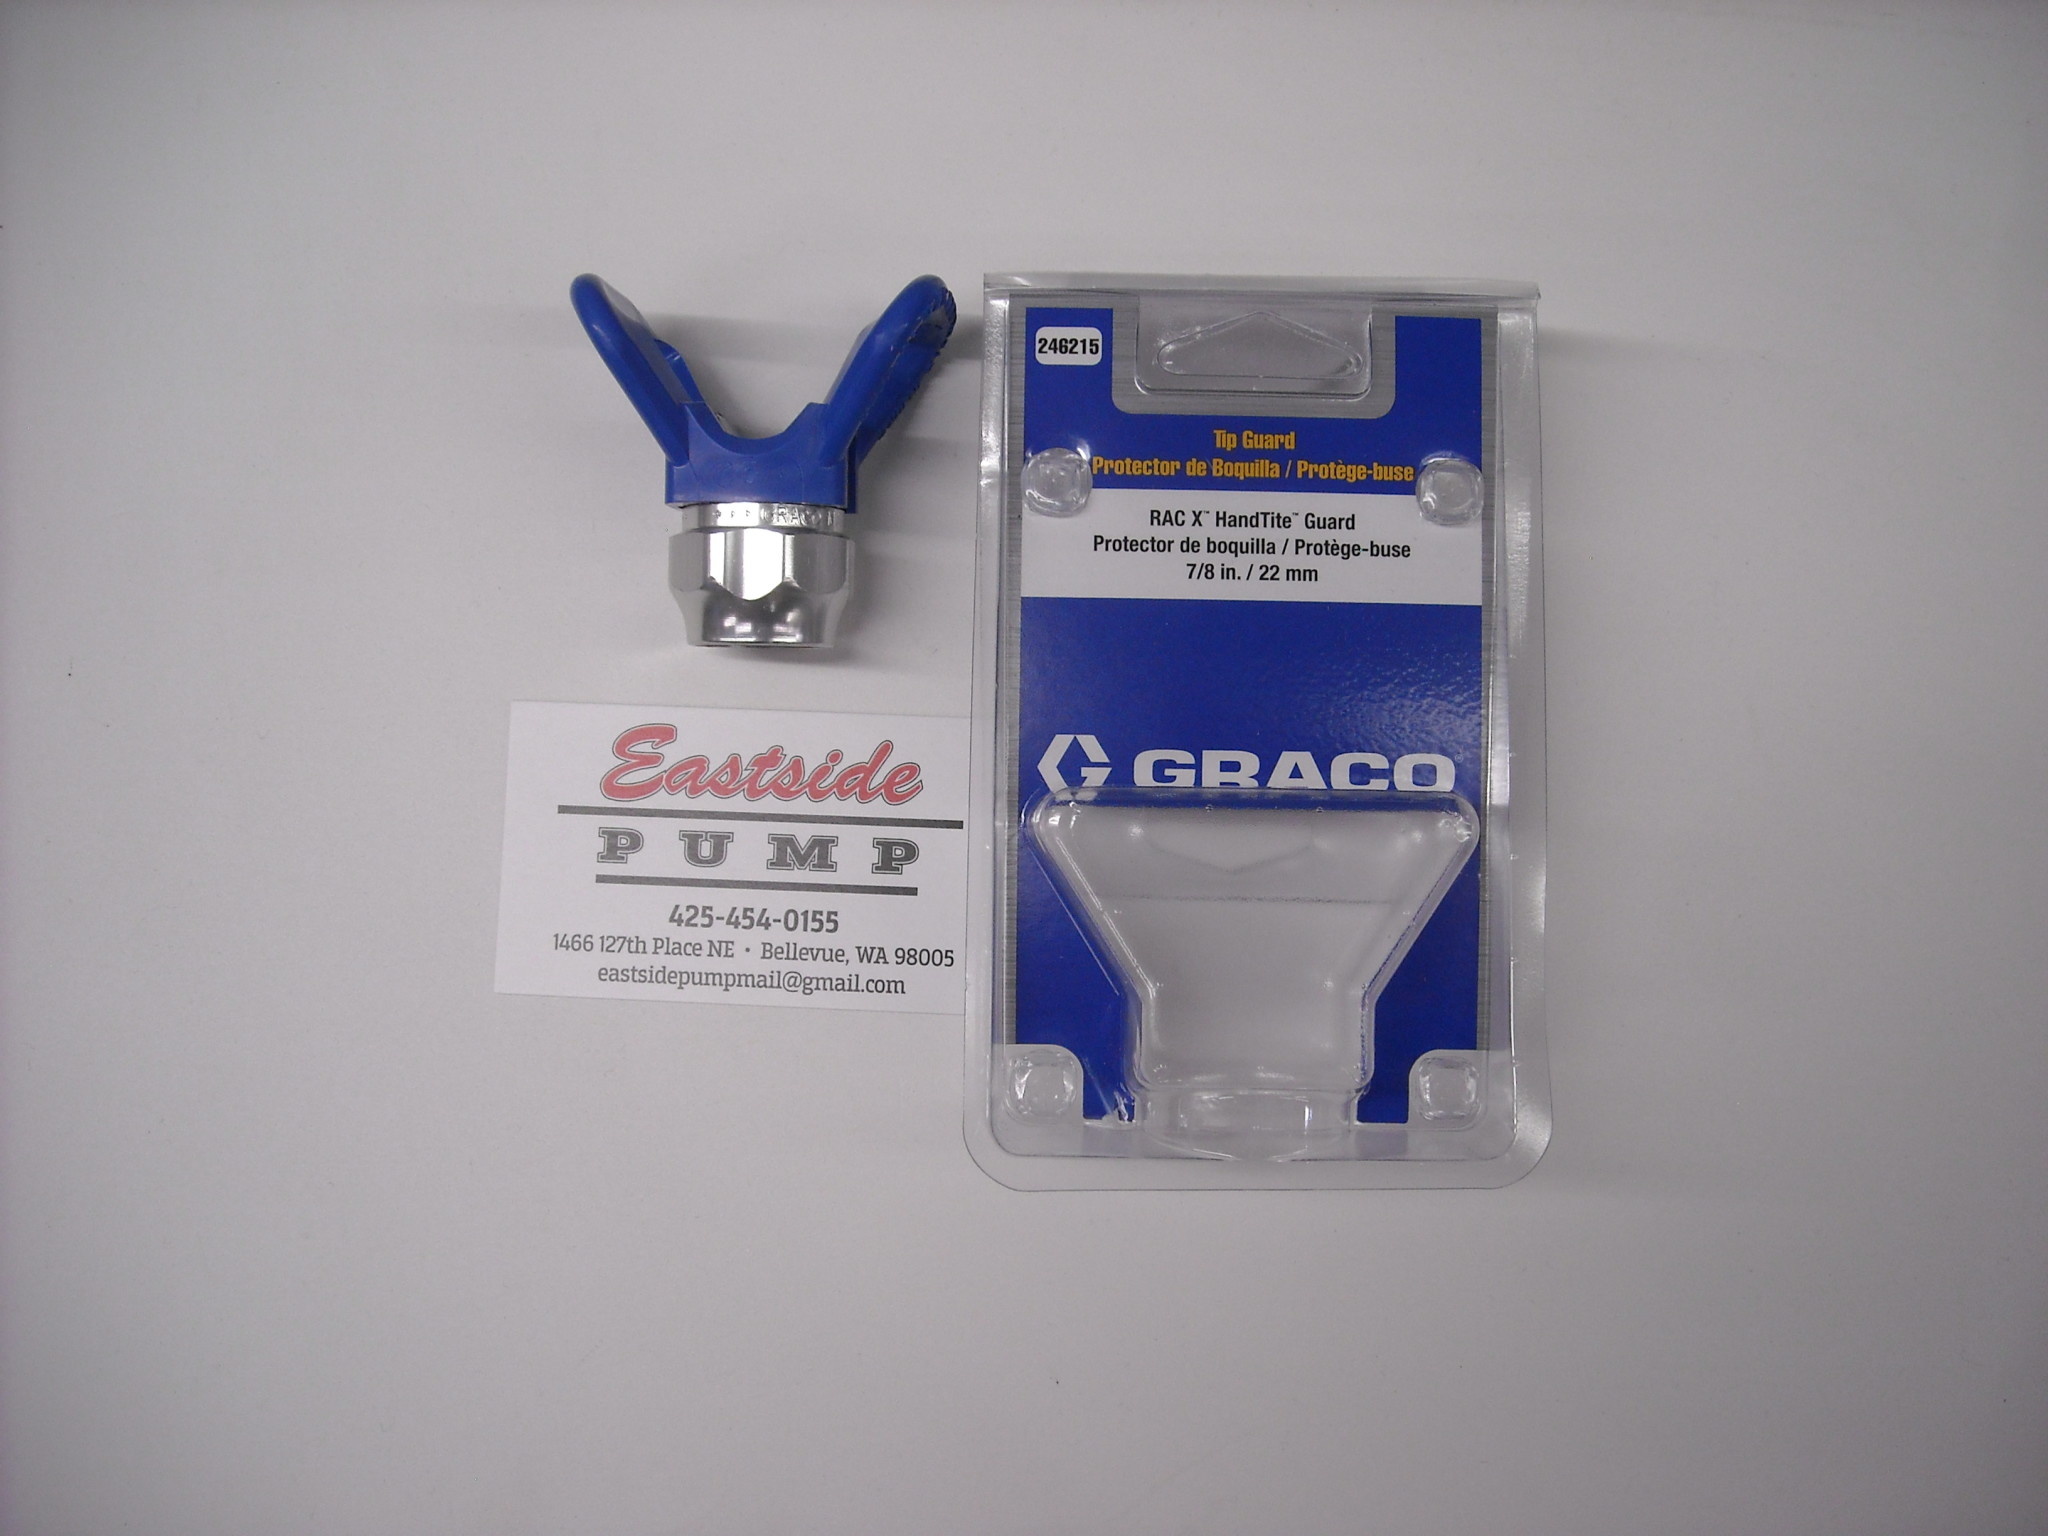 GRACO
Eastside
PUMP
425-454-0155
1466 127th Place NE • Bellevue, WA 98005
eastsidepumpmail@gmail.com
246215
Tip Guard
Protector de Boquilla / Protège-buse
RAC X™ HandTite™ Guard
Protector de boquilla / Protège-buse
7/8 in. / 22 mm
GRACO